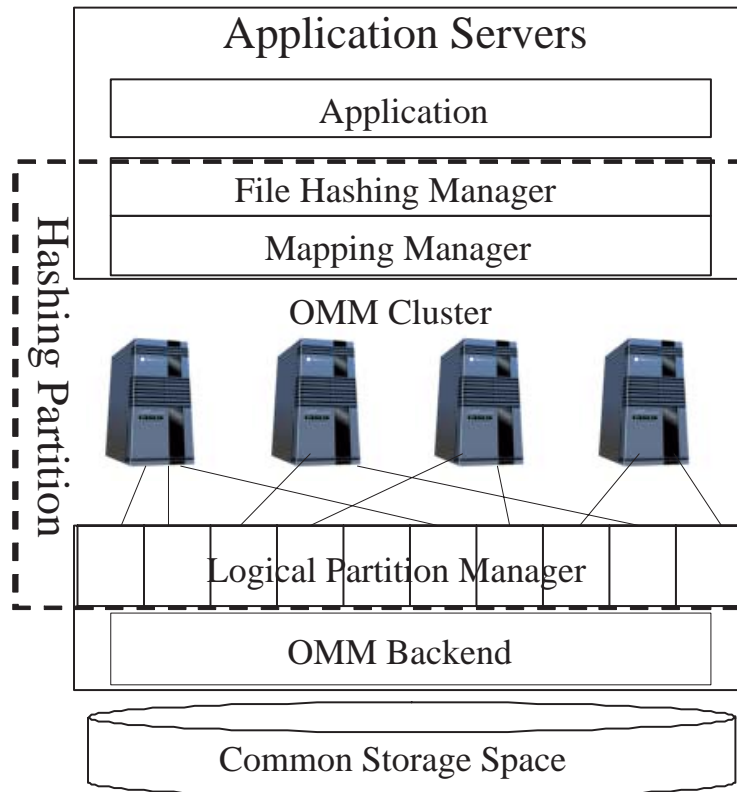 Application Servers
Application
File Hashing Manager
Mapping Manager
Hashing Partition
OMM Cluster
Logical Partition Manager
OMM Backend
Common Storage Space